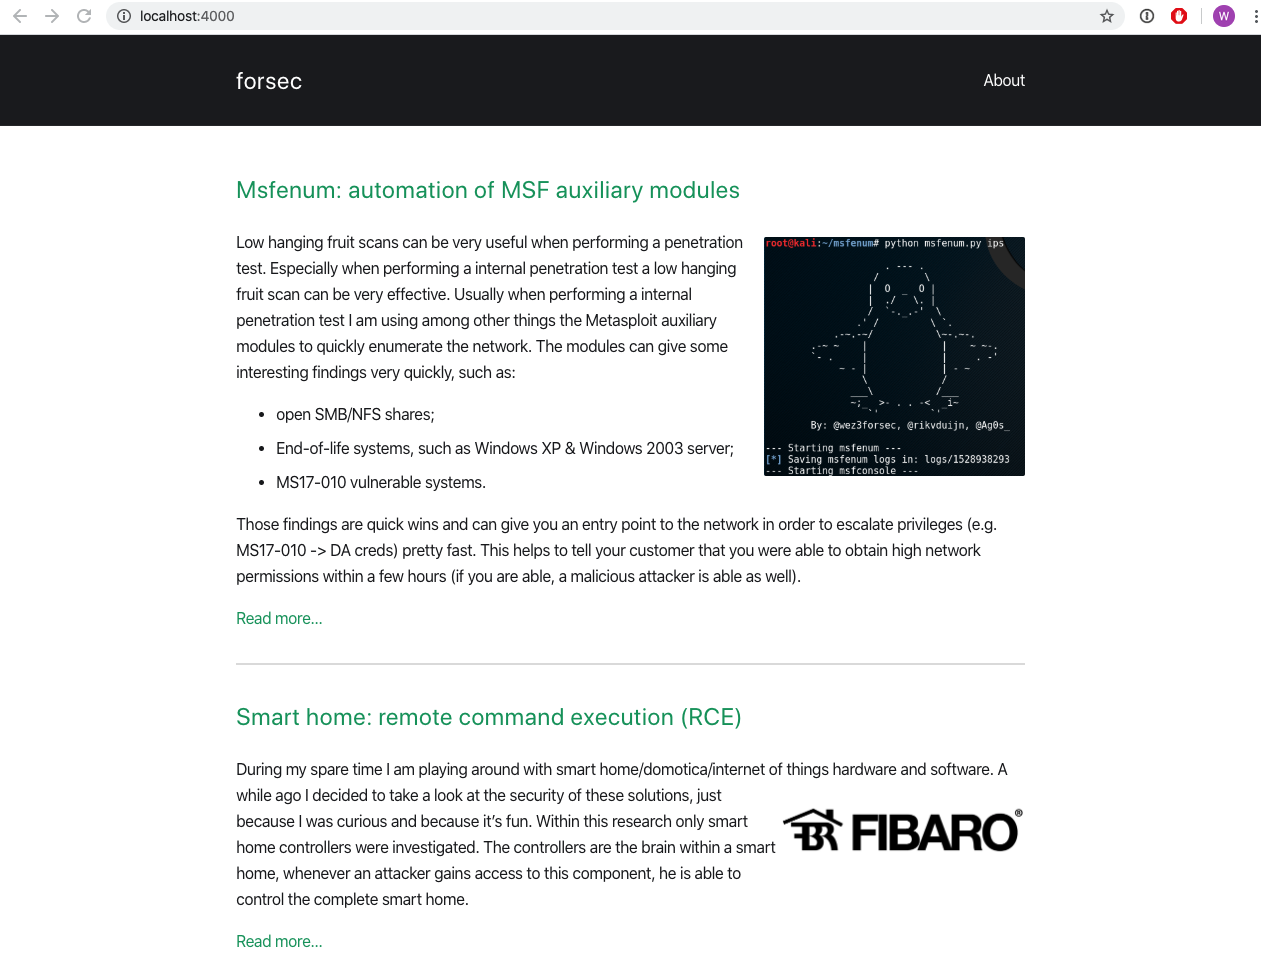 localhost:4000
W
forsec
About
Msfenum: automation of MSF auxiliary modules
Low hanging fruit scans can be very useful when performing a penetration
test. Especially when performing a internal penetration test a low hanging
fruit scan can be very effective. Usually when performing a internal
penetration test I am using among other things the Metasploit auxiliary
modules to quickly enumerate the network. The modules can give some
interesting findings very quickly, such as:
root@kali:~/msfenum# python msfenum.py ips
By: @wez3forsec, @rikvduijn, @Ag0s_
--- Starting msfenum ---
[*] Saving msfenum logs in: logs/1528938293
--- Starting msfconsole ---
• open SMB/NFS shares;
• End-of-life systems, such as Windows XP & Windows 2003 server;
• MS17-010 vulnerable systems.
Those findings are quick wins and can give you an entry point to the network in order to escalate privileges (e.g.
MS17-010 -> DA creds) pretty fast. This helps to tell your customer that you were able to obtain high network
permissions within a few hours (if you are able, a malicious attacker is able as well).
Read more...
Smart home: remote command execution (RCE)
During my spare time I am playing around with smart home/domotica/internet of things hardware and software. A
while ago I decided to take a look at the security of these solutions, just
because I was curious and because it's fun. Within this research only smart
home controllers were investigated. The controllers are the brain within a smart
home, whenever an attacker gains access to this component, he is able to
control the complete smart home.
FIBARO®
Read more...